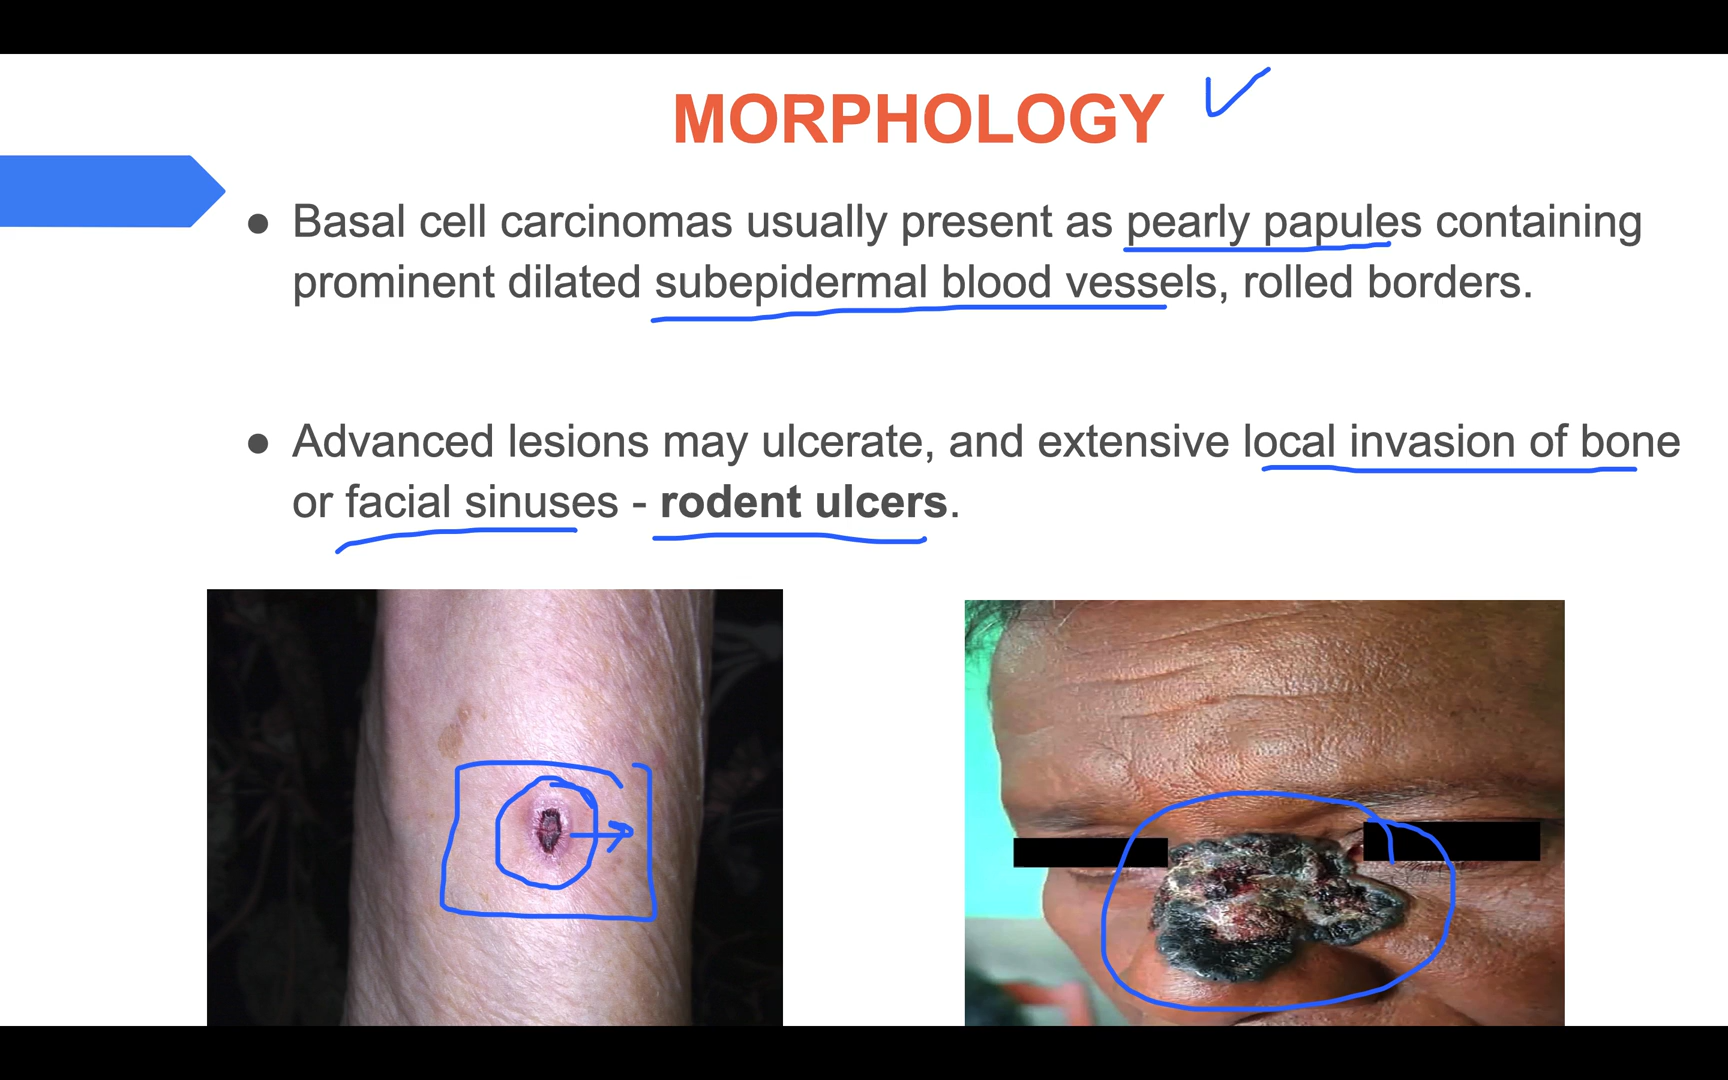 MORPHOLOGY
● Basal cell carcinomas usually present as pearly papules containing
prominent dilated subepidermal blood vessels, rolled borders.
● Advanced lesions may ulcerate, and extensive local invasion of bone
or facial sinuses - rodent ulcers.